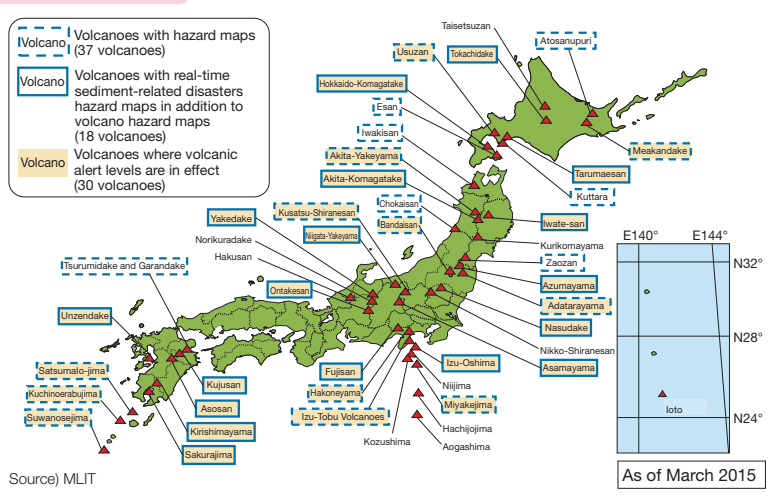 Volcano
Volcanoes with hazard maps
(37 volcanoes)
Volcano
Volcanoes with real-time
sediment-related disasters
hazard maps in addition to
volcano hazard maps
(18 volcanoes)
Volcano
Volcanoes where volcanic
alert levels are in effect
(30 volcanoes)
Taisetsuzan
Atosanupuri
Usuzan
Tokachidake
Hokkaido-Komagatake
Esan
Iwakisan
Meakandake
Akita-Yakeyama
Tarumaesan
Akita-Komagatake
Kuttara
Chokaisan
Kusatsu-Shiranesan
Yakedake
Bandaisan
Iwate-san
Niigata-Yakeyama
Norikuradake
Kurikomayama
Hakusan
Zaozan
Tsurumidake and Garandake
Azumayama
Ontakesan
Adatarayama
Unzendake
Nasudake
Nikko-Shiranesan
Fujisan
Izu-Oshima
Asamayama
Satsumalo-jima
Kujusan
Hakoneyama
Niijima
Kuchinoerabujima
Asosan
Miyakejima
Suwanosejima
Izu-Tobu Volcanoes
Kirishimayama
Hachijojima
Kozushima
Sakurajima
Aogashima
E140°
E144°
N32°
N28°
N24°
Ioto
Source) MLIT
As of March 2015